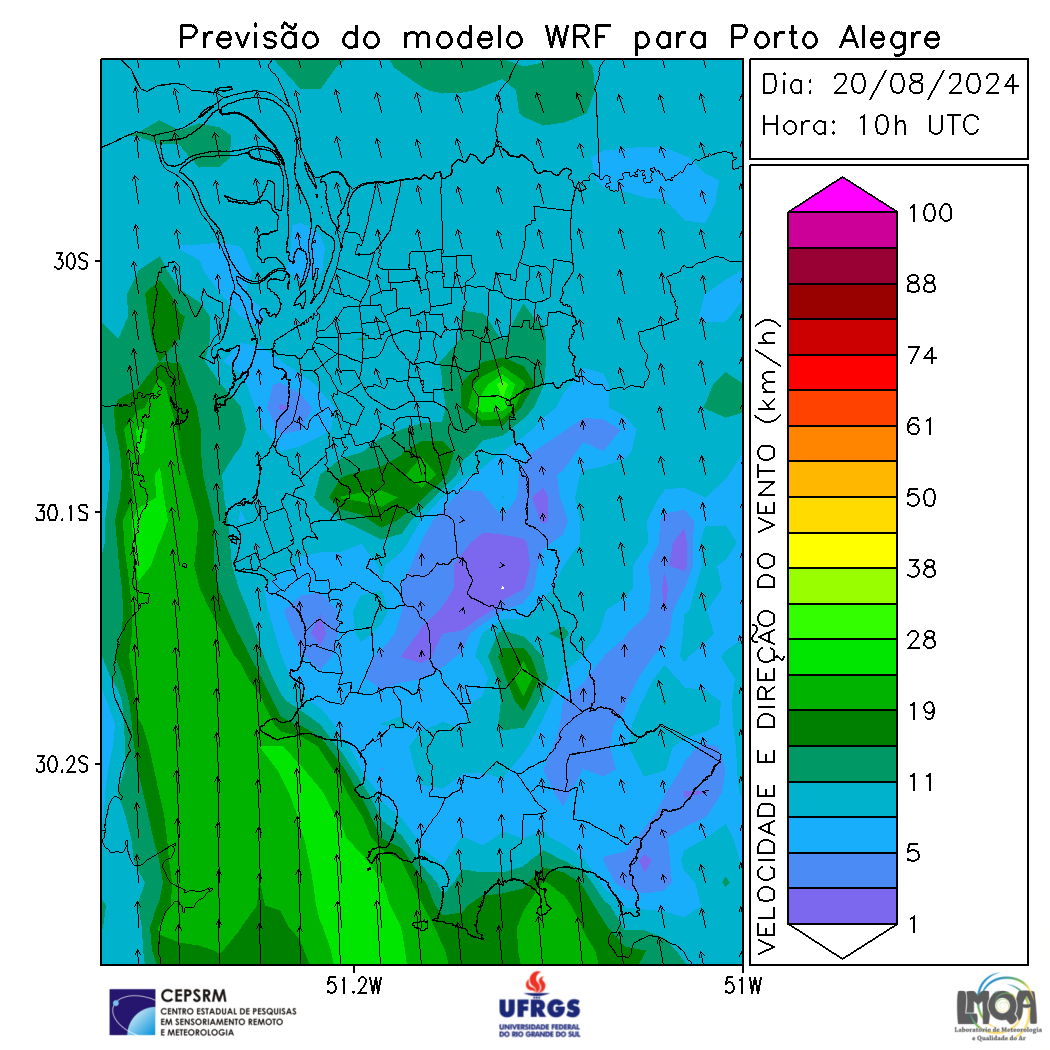 Previsão do modelo WRF para Porto Alegre
Dia: 20/08/2024
Hora: 10h UTC
30S
30.1S
30.2S
51.2W
51W
VELOCIDADE E DIREÇÃO DO VENTO (km/h)
100
88
74
61
50
38
28
19
11
5
1
CEPSRM
CENTRO ESTADUAL DE PESQUISAS
EM SENSORIAMENTO REMOTO
E METEOROLOGIA
UFRGS
UNIVERSIDADE FEDERAL
DO RIO GRANDE DO SUL
LMQA
Laboratório de Meteorologia
e Qualidade do Ar